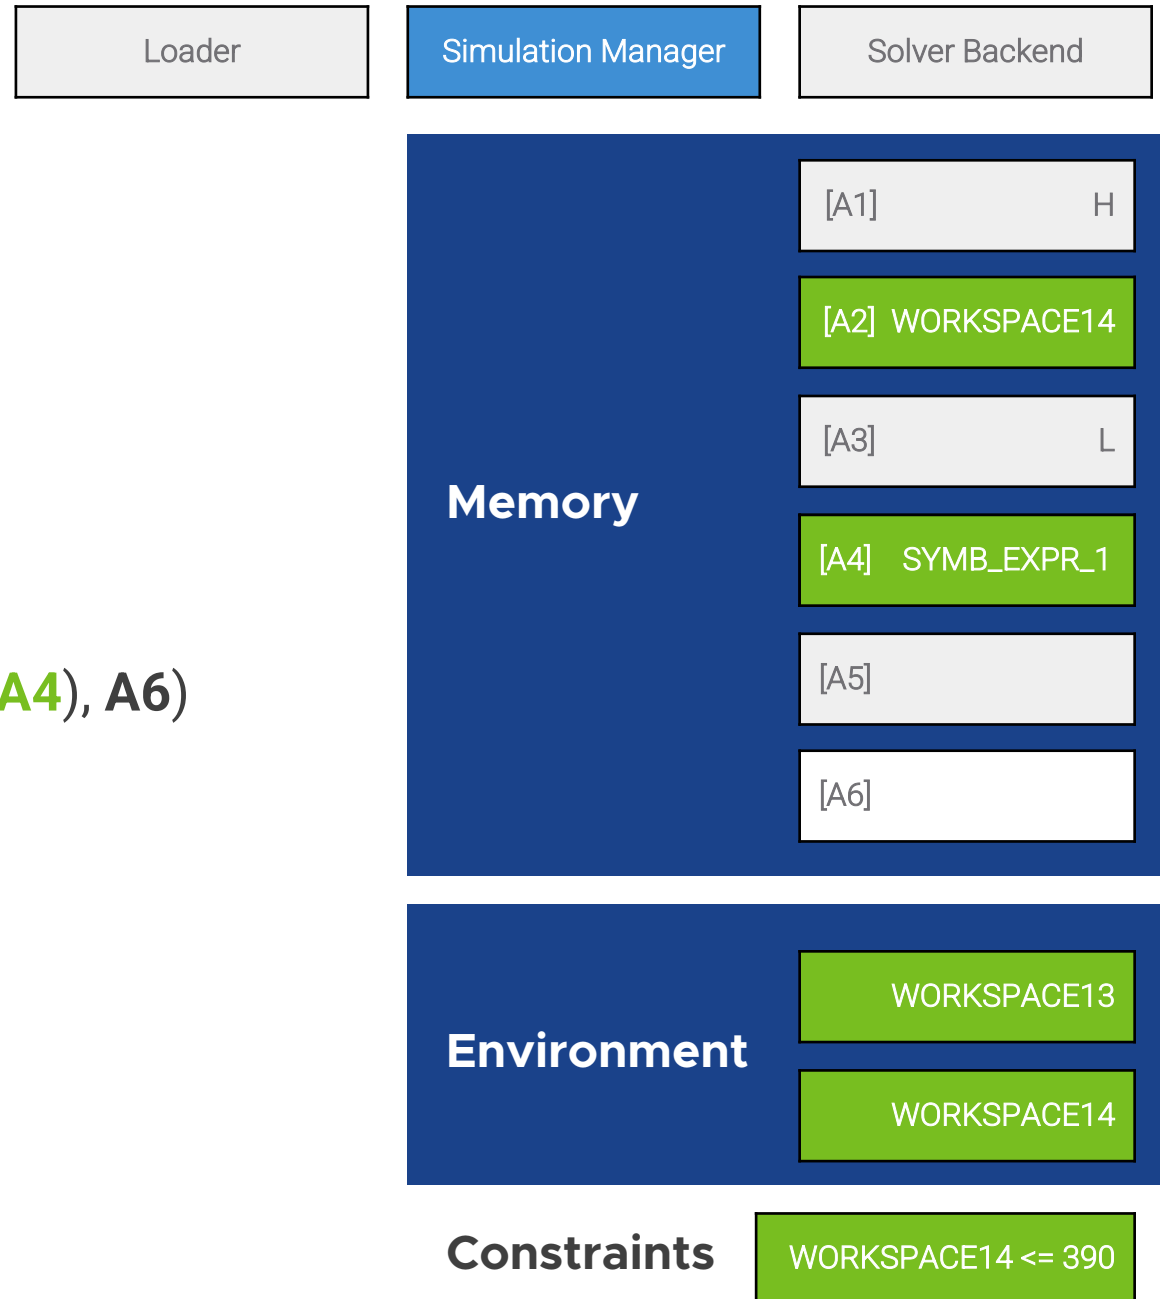 Loader
Simulation Manager
Solver Backend
[A1] H
[A2] WORKSPACE14
[A3] L
Memory
[A4] SYMB_EXPR_1
[A5]
A4), A6)
[A6]
WORKSPACE13
Environment
WORKSPACE14
Constraints
WORKSPACE14 <= 390